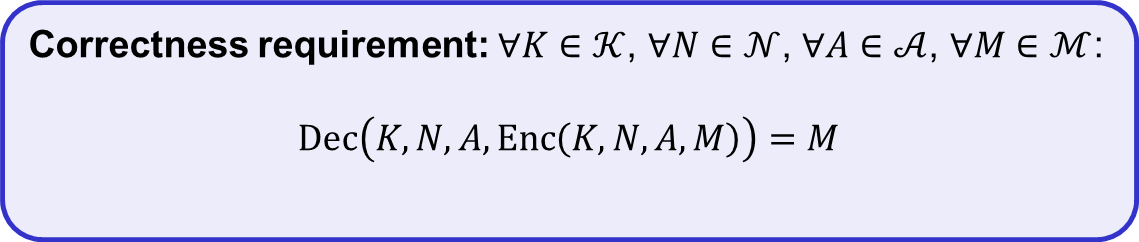 Correctness requirement: ∀𝐾 ∈ 𝒦, ∀𝑁 ∈ 𝒩, ∀𝐴 ∈ 𝒜, ∀𝑀 ∈ ℳ:
Dec(𝐾, 𝑁, 𝐴, Enc(𝐾, 𝑁, 𝐴, 𝑀)) = 𝑀